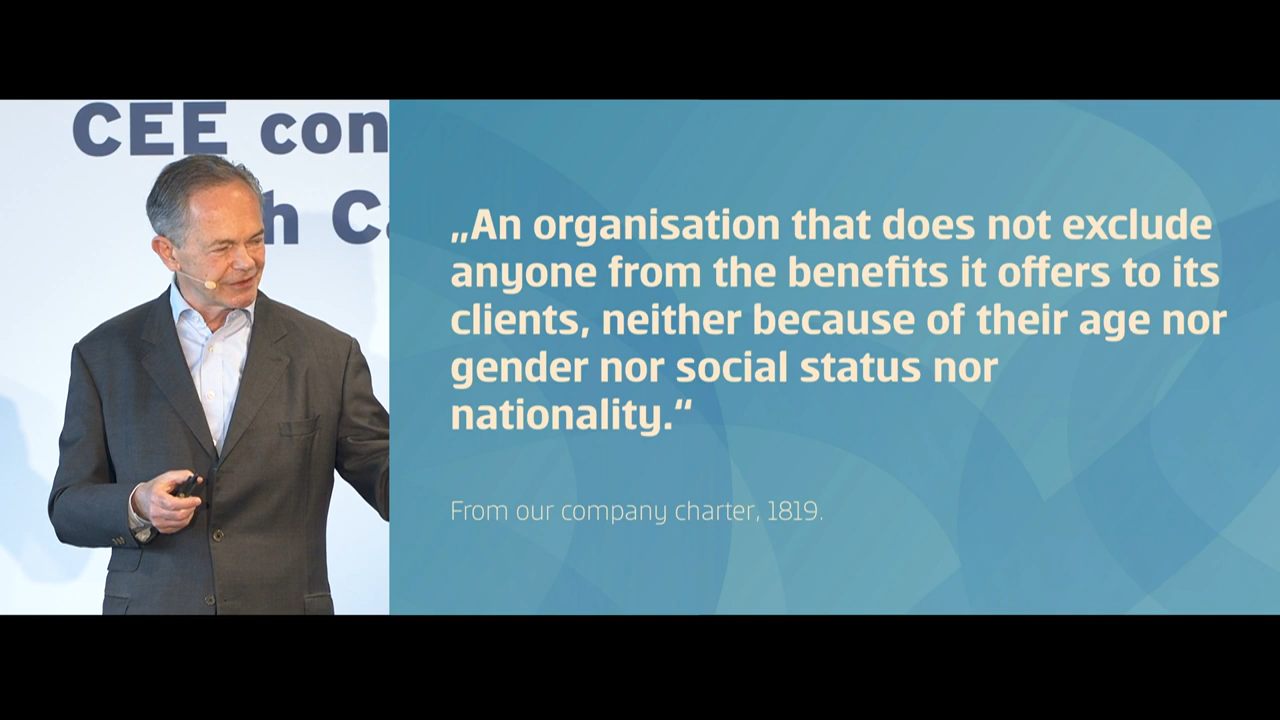 CEE con
h Ca
„An organisation that does not exclude
anyone from the benefits it offers to its
clients, neither because of their age nor
gender nor social status nor
nationality.“
From our company charter, 1819.